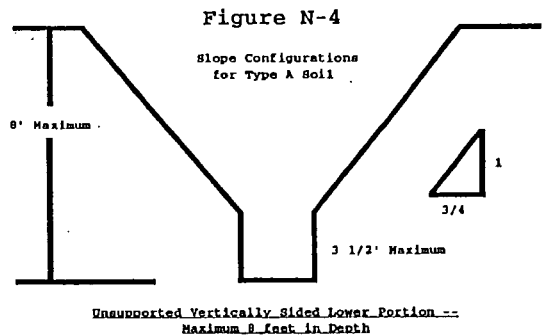 Figure N-4
Slope Configurations
for Type A Soil
8' Maximum
1
3/4
3 1/2' Maximum
Unsupported Vertically Sided Lower Portion --
Maximum 8 feet in Depth